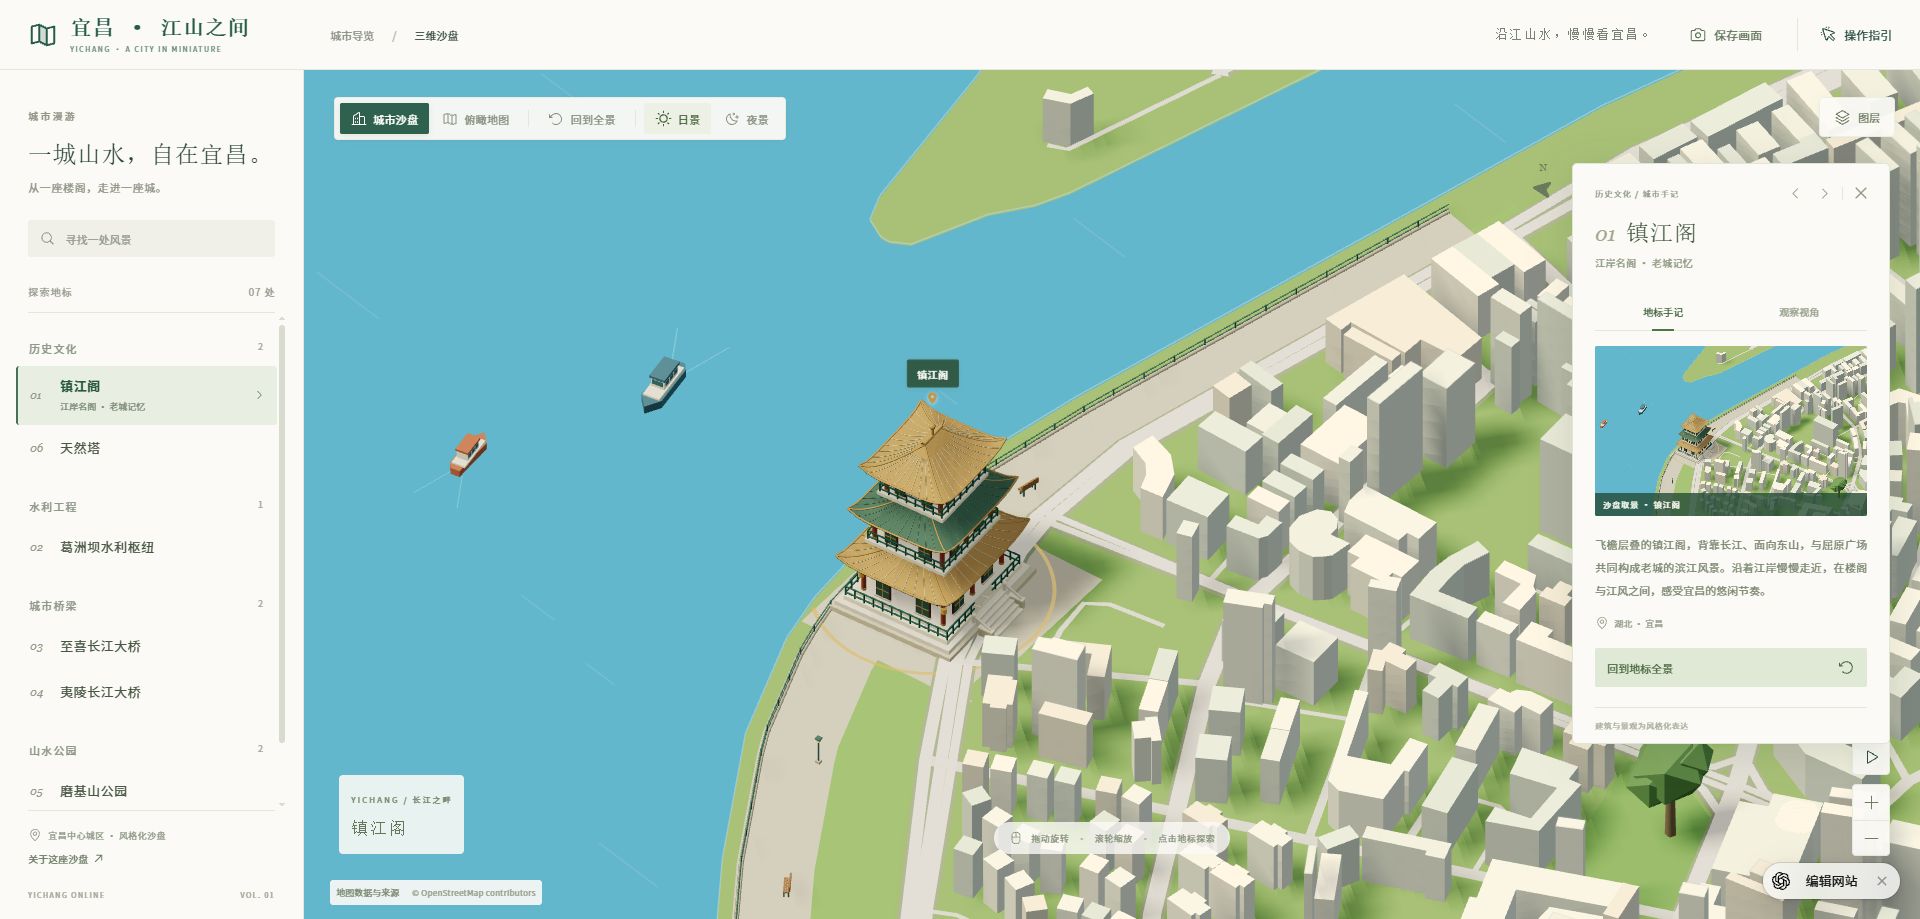 宜昌 • 江山之间
YICHANG • A CITY IN MINIATURE
城市导览 / 三维沙盘
沿江山水，慢慢看宜昌。
保存画面
操作指引
城市漫游
一城山水，自在宜昌。
从一座楼阁，走进一座城。
寻找一处风景
探索地标 07 处
历史文化 2
01 镇江阁
江岸名阁 • 老城记忆
06 天然塔
水利工程 1
02 葛洲坝水利枢纽
城市桥梁 2
03 至喜长江大桥
04 夷陵长江大桥
山水公园 2
05 磨基山公园
宜昌中心城区 • 风格化沙盘
关于这座沙盘
YICHANG ONLINE VOL. 01
城市沙盘
俯瞰地图
回到全景
日景
夜景
图层
N
镇江阁
YICHANG / 长江之畔
镇江阁
地图数据与来源 © OpenStreetMap contributors
拖动旋转 · 滚轮缩放 · 点击地标探索
历史文化 / 城市手记
01 镇江阁
江岸名阁 • 老城记忆
地标手记
观察视角
沙盘取景 • 镇江阁
飞檐层叠的镇江阁，背靠长江、面向东山，与屈原广场
共同构成老城的滨江风景。沿着江岸慢慢走近，在楼阁
与江风之间，感受宜昌的悠闲节奏。
湖北 • 宜昌
回到地标全景
建筑与景观为风格化表达
编辑网站